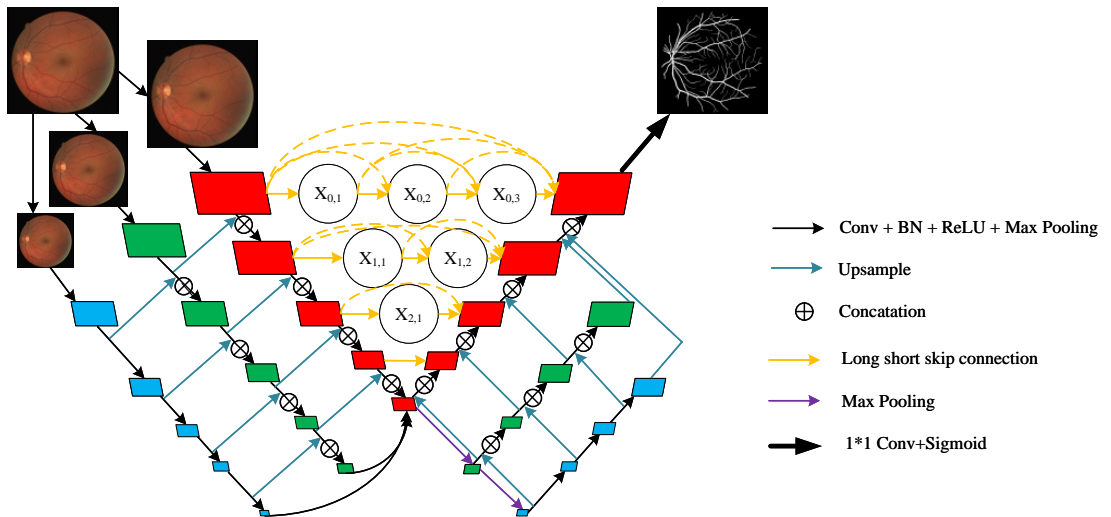 X0,1
X0,2
X0,3
X1,1
X1,2
X2,1
Conv + BN + ReLU + Max Pooling
Upsample
Concatation
Long short skip connection
Max Pooling
1*1 Conv+Sigmoid